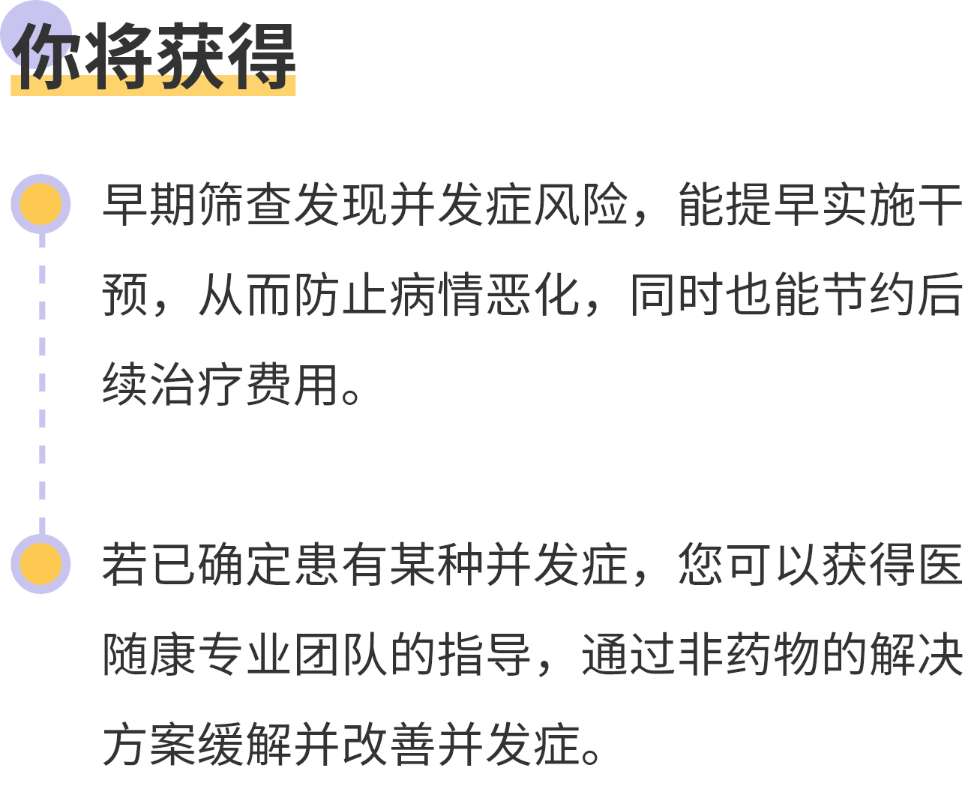 你将获得
早期筛查发现并发症风险，能提早实施干
预，从而防止病情恶化，同时也能节约后
续治疗费用。
若已确定患有某种并发症，您可以获得医
随康专业团队的指导，通过非药物的解决
方案缓解并改善并发症。